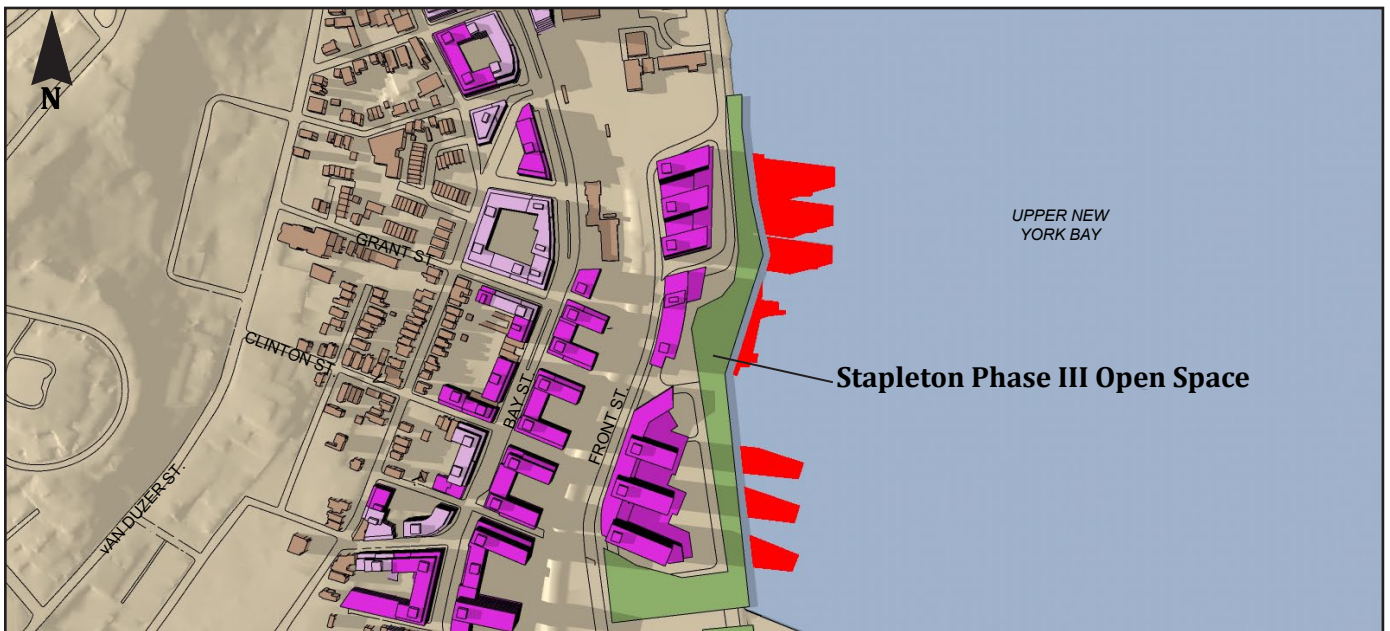 N
UPPER NEW
YORK BAY
GRANT ST.
CLINTON ST.
Stapleton Phase III Open Space
BAY ST.
FRONT ST.
VAN DUZER ST.